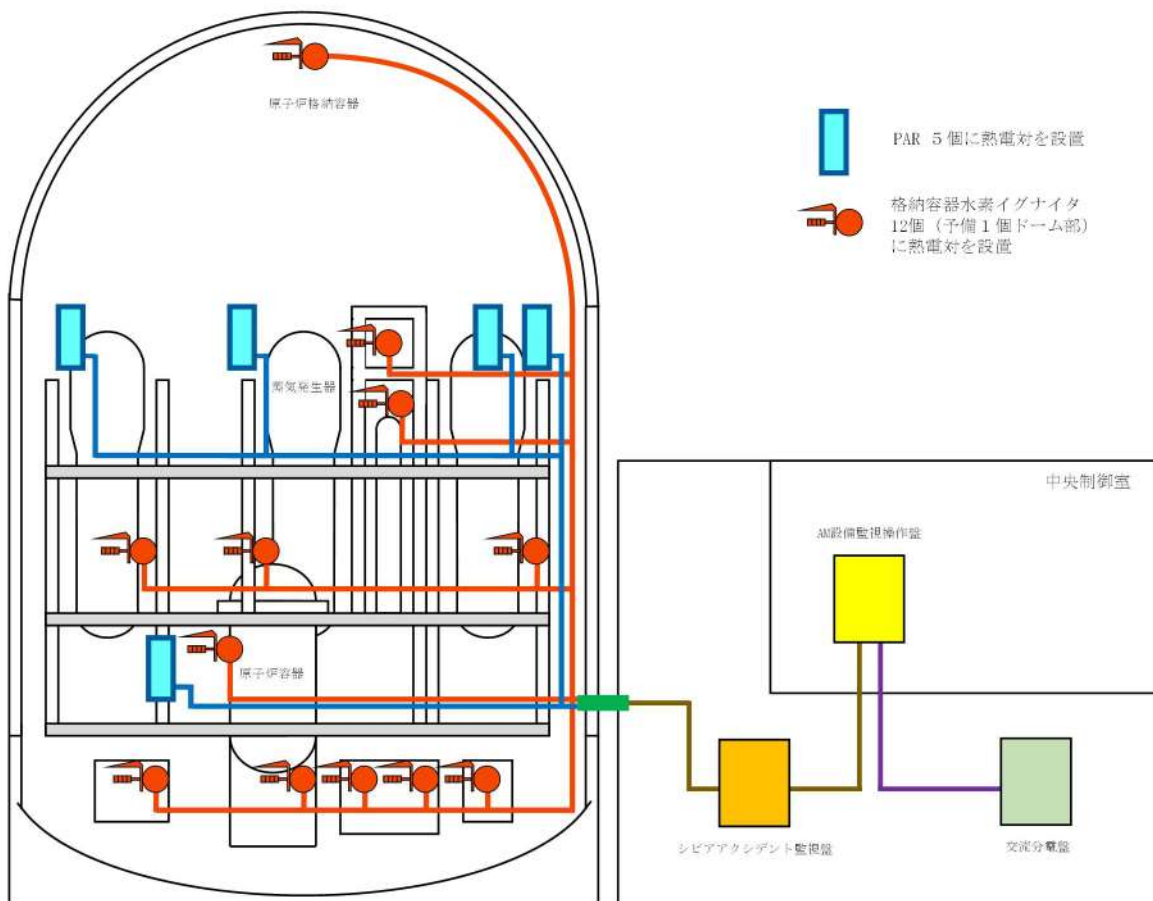 原子炉格納容器
PAR 5個に熱電対を設置
格納容器水素イグナイタ
12個（予備1個ドーム部）
に熱電対を設置
蒸気発生器
中央制御室
AM設備監視操作盤
原子炉容器
シビアアクシデント監視盤
交流分電盤